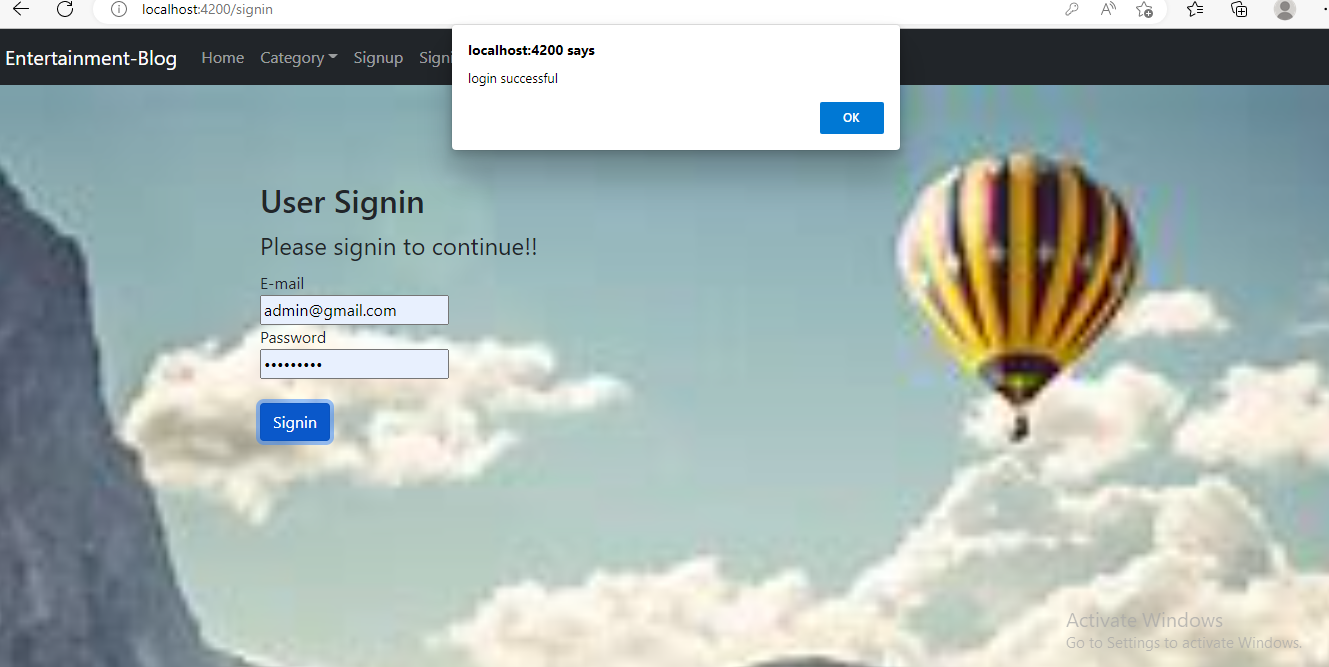 localhost:4200/signin
Entertainment-Blog Home Category Signup Signi
localhost:4200 says
login successful
OK
User Signin
Please signin to continue!!
E-mail
admin@gmail.com
Password
•••••••••
Signin
Activate Windows
Go to Settings to activate Windows.